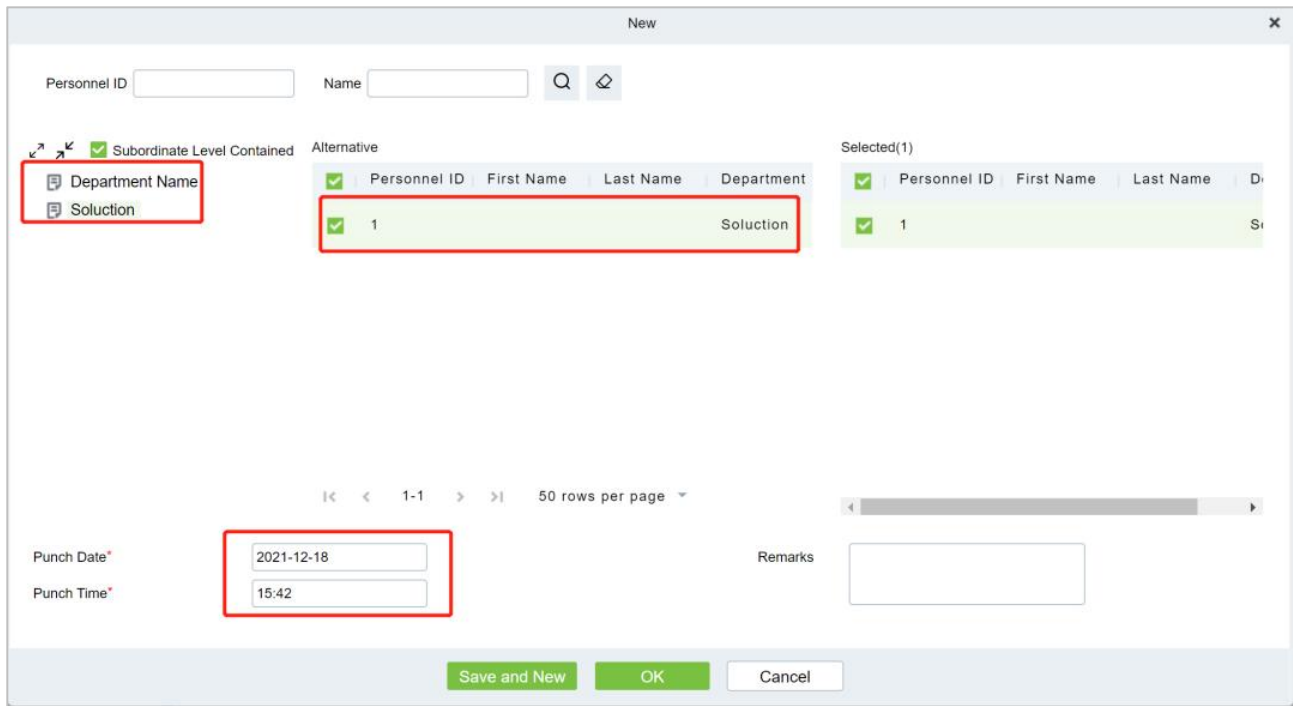 New
Personnel ID Name
Subordinate Level Contained Alternative Selected(1)
Department Name Personnel ID First Name Last Name Department Personnel ID First Name Last Name
Soluction 1 Soluction 1
1-1 50 rows per page
Punch Date* 2021-12-18 Remarks
Punch Time* 15:42
Save and New OK Cancel